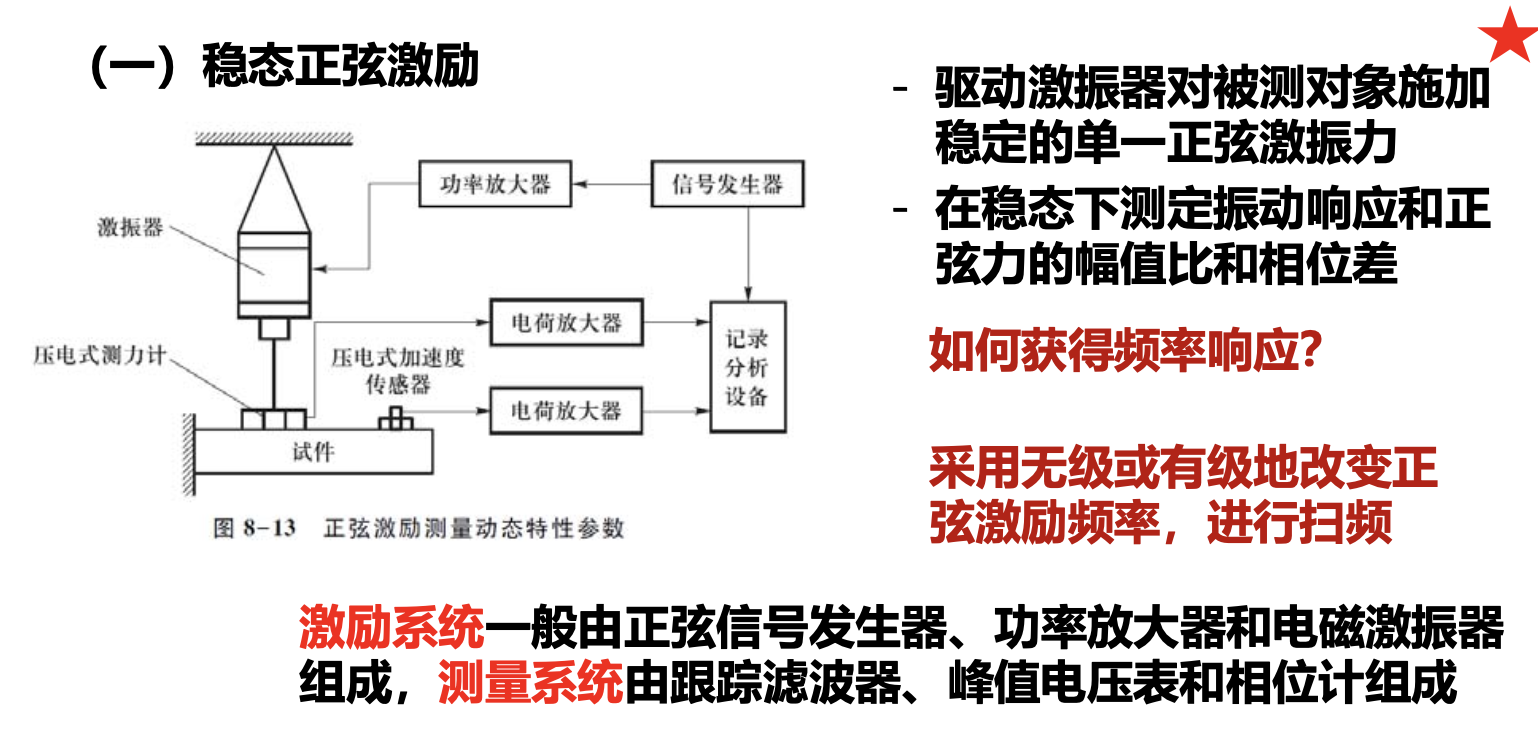 （一）稳态正弦激励
功率放大器
信号发生器
激振器
电荷放大器
压电式测力计
压电式加速度
传感器
电荷放大器
记录
分析
设备
试件
图 8-13 正弦激励测量动态特性参数
- 驱动激振器对被测对象施加
稳定的单一正弦激振力
- 在稳态下测定振动响应和正
弦力的幅值比和相位差
如何获得频率响应？
采用无级或有级地改变正
弦激励频率，进行扫频
激励系统一般由正弦信号发生器、功率放大器和电磁激振器
组成，测量系统由跟踪滤波器、峰值电压表和相位计组成